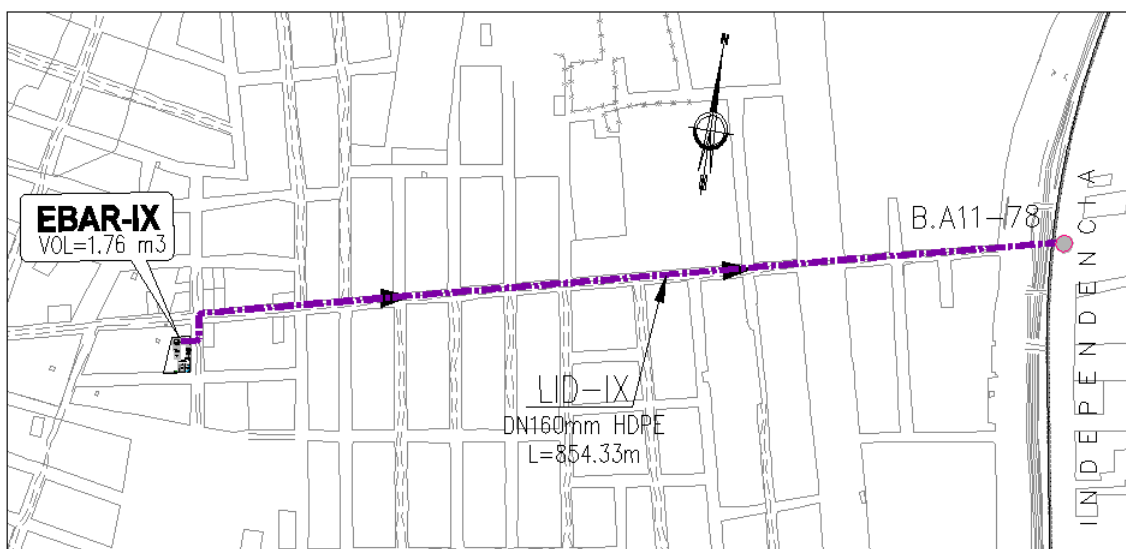 N
EBAR-IX
VOL=1.76 m3
B.A11-78
INDEPENDENCIA
LID-IX
DN160mm HDPE
L=854.33m